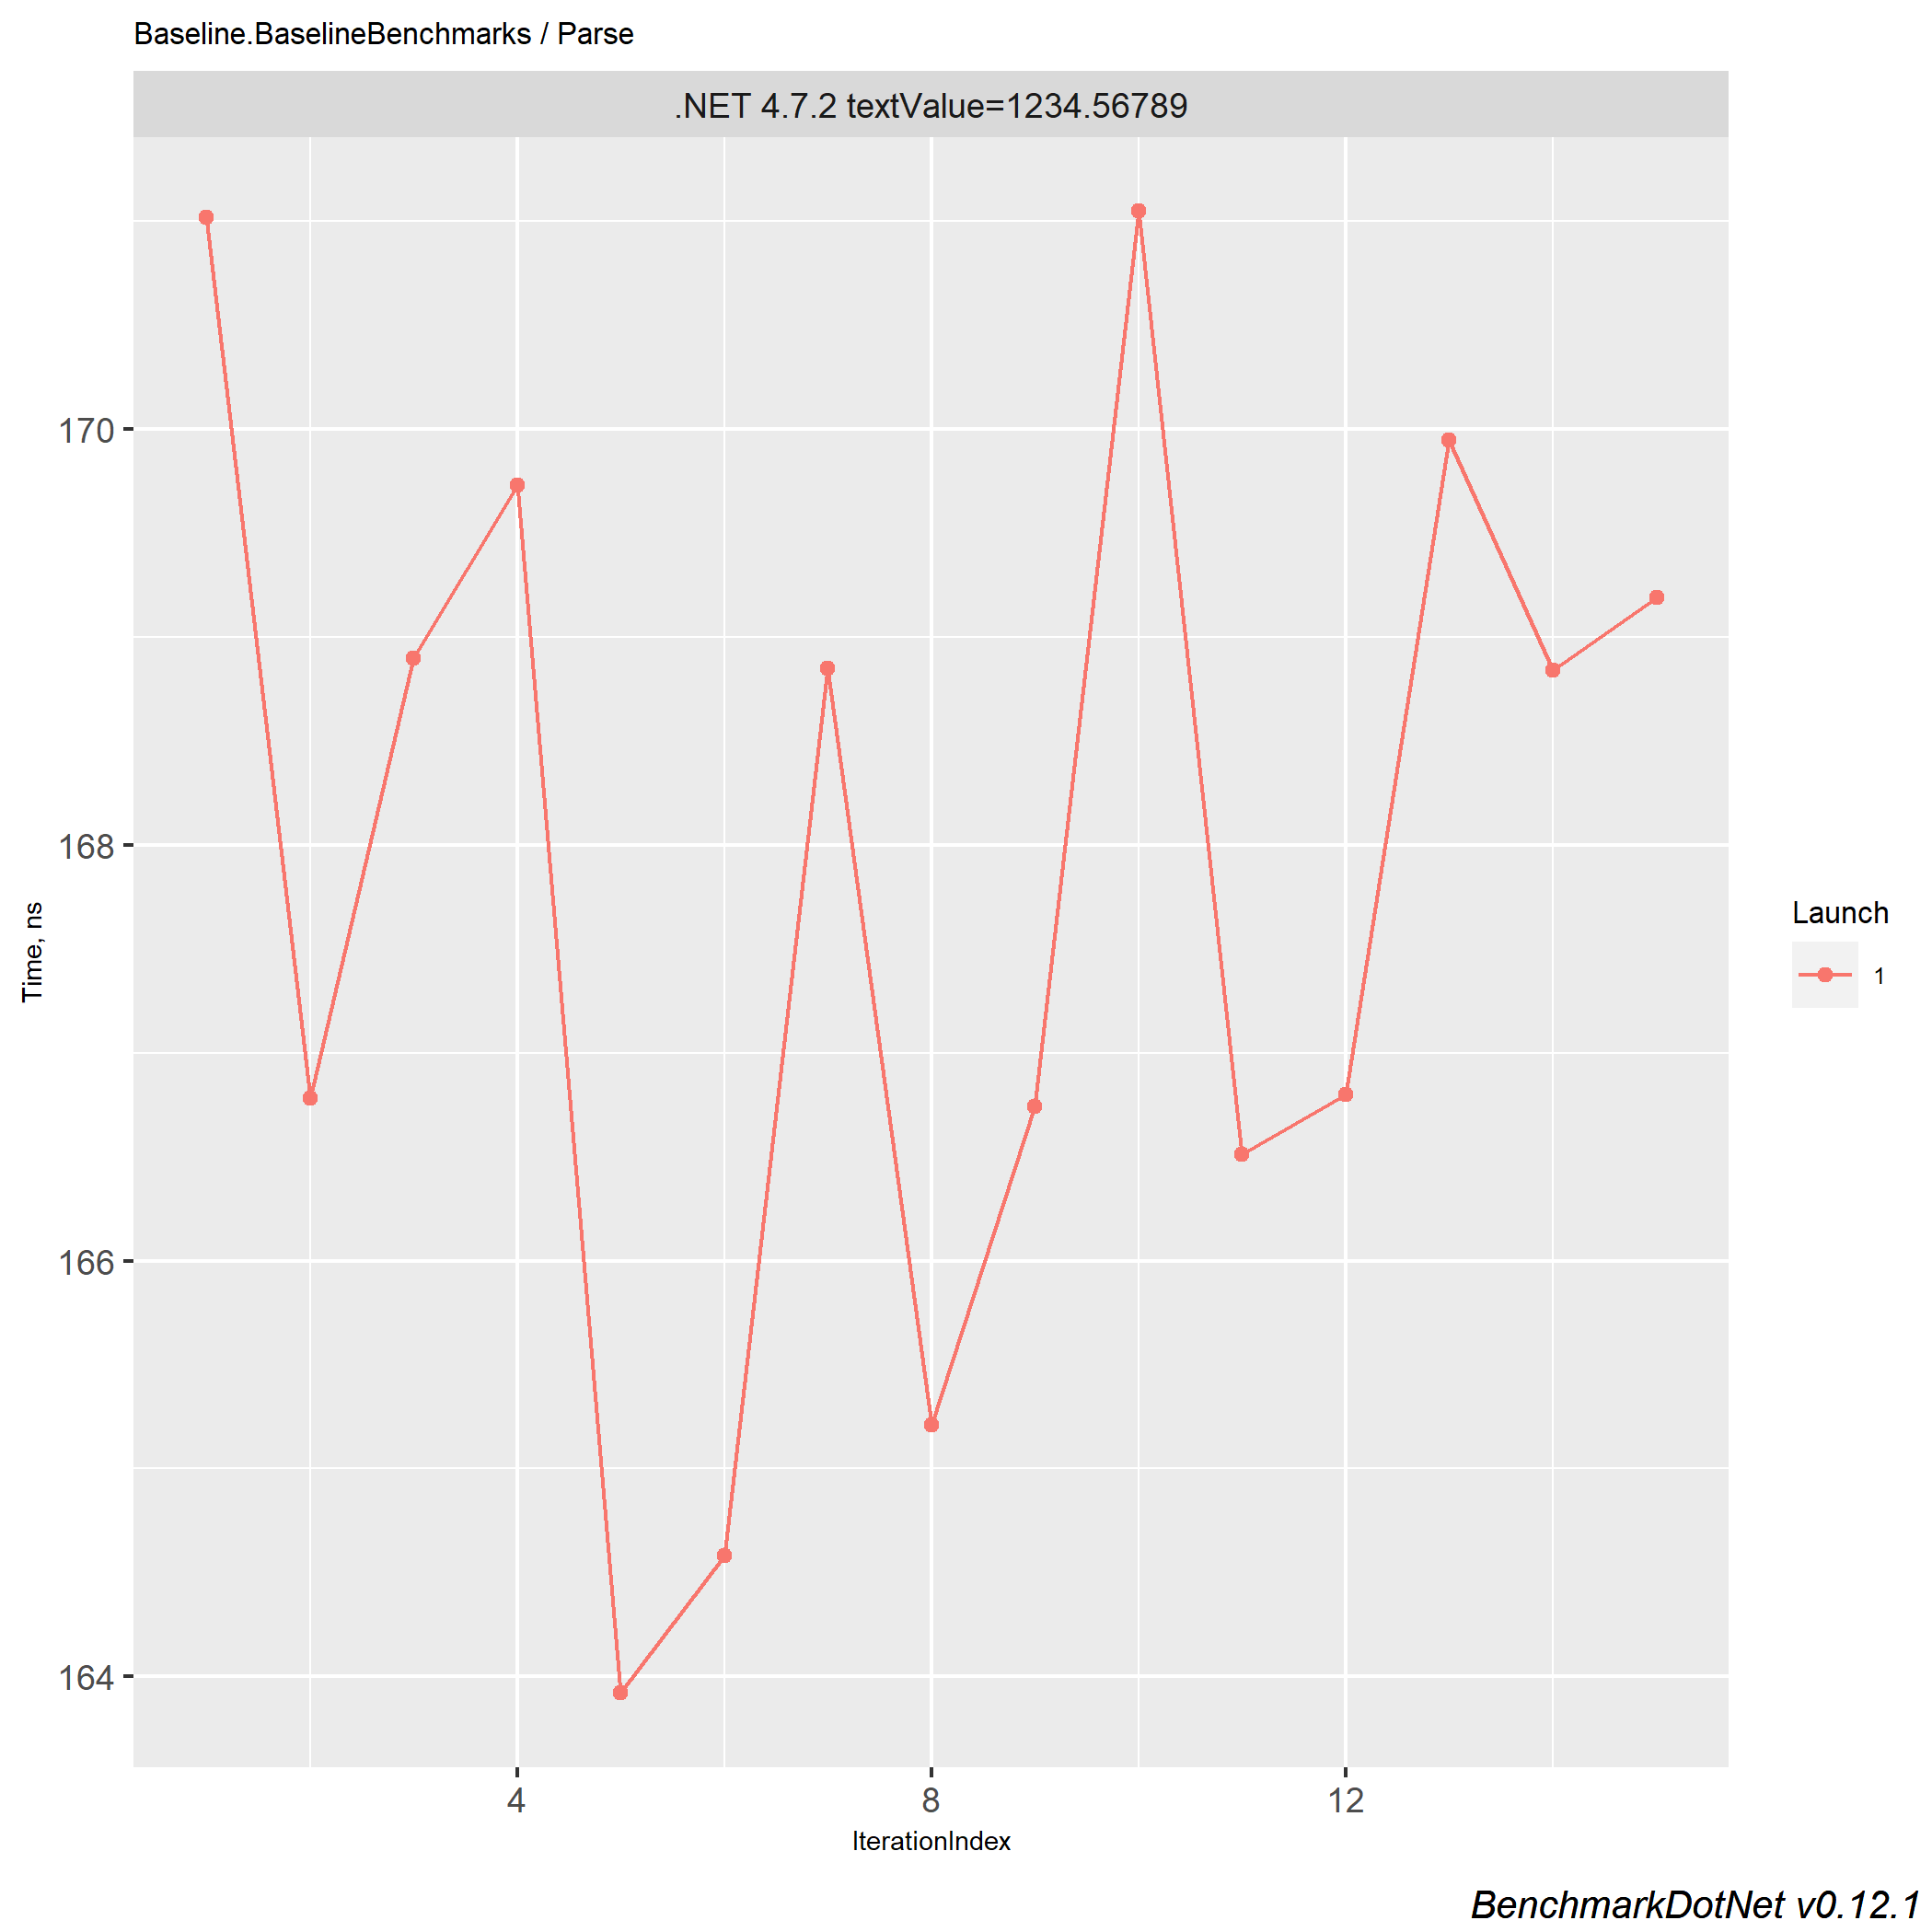 Baseline.BaselineBenchmarks / Parse
.NET 4.7.2 textValue=1234.56789
170
168
166
164
Time, ns
4 8 12
IterationIndex
Launch
1
BenchmarkDotNet v0.12.1